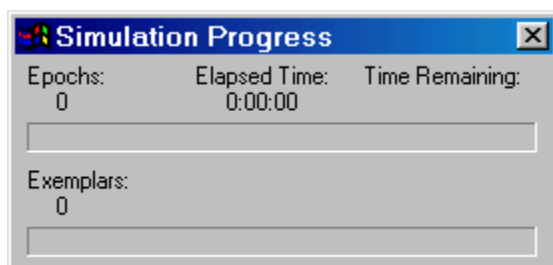 Simulation Progress
Epochs: Elapsed Time: Time Remaining:
0 0:00:00
Exemplars:
0